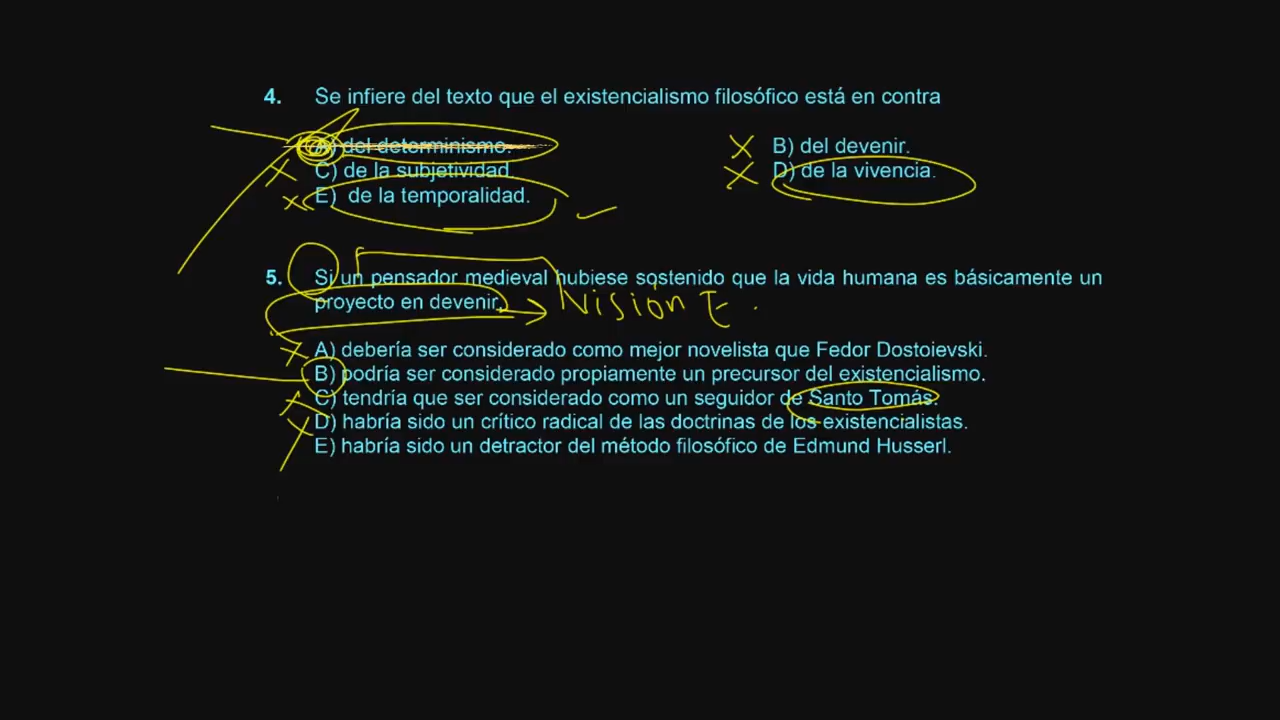 4. Se infiere del texto que el existencialismo filosófico está en contra
A) del determinismo. B) del devenir.
C) de la subjetividad. D) de la vivencia.
E) de la temporalidad.
5. Si un pensador medieval hubiese sostenido que la vida humana es básicamente un
proyecto en devenir, Visión E.
A) debería ser considerado como mejor novelista que Fedor Dostoievski.
B) podría ser considerado propiamente un precursor del existencialismo.
C) tendría que ser considerado como un seguidor de Santo Tomás.
D) habría sido un crítico radical de las doctrinas de los existencialistas.
E) habría sido un detractor del método filosófico de Edmund Husserl.